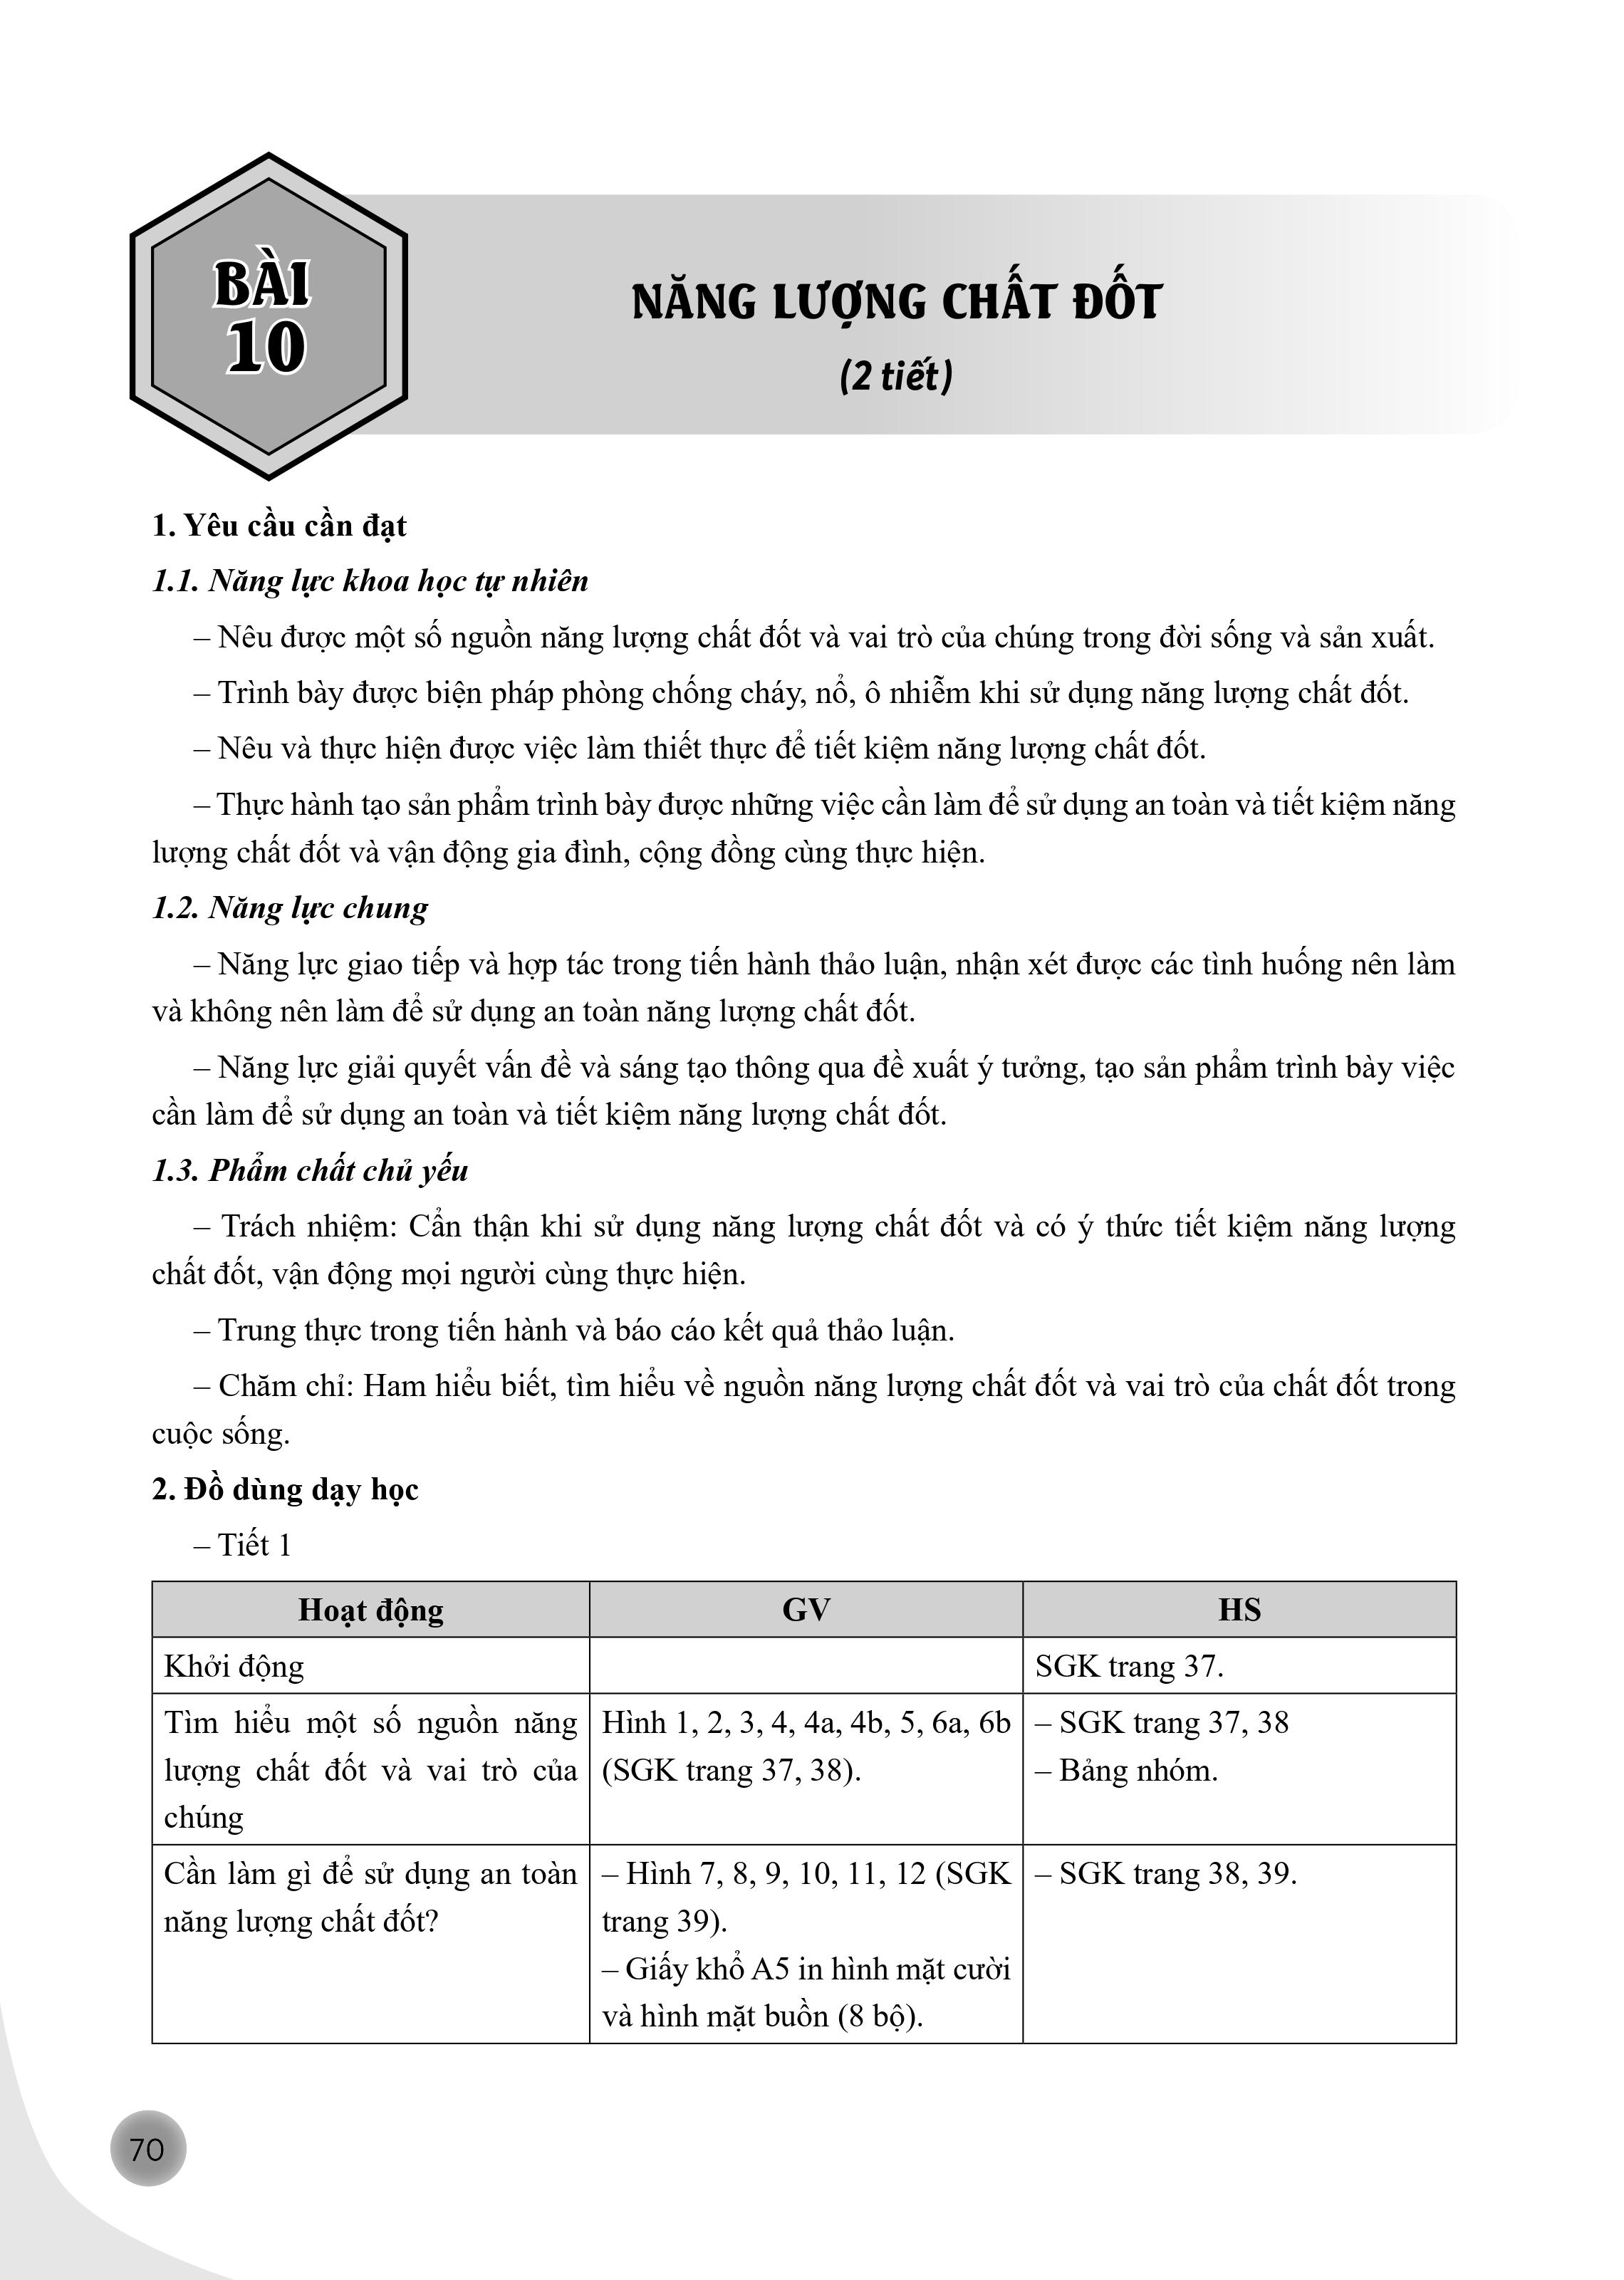 BÀI
10
NĂNG LƯỢNG CHẤT ĐỐT
(2 tiết)
1. Yêu cầu cần đạt
1.1. Năng lực khoa học tự nhiên
– Nêu được một số nguồn năng lượng chất đốt và vai trò của chúng trong đời sống và sản xuất.
– Trình bày được biện pháp phòng chống cháy, nổ, ô nhiễm khi sử dụng năng lượng chất đốt.
– Nêu và thực hiện được việc làm thiết thực để tiết kiệm năng lượng chất đốt.
– Thực hành tạo sản phẩm trình bày được những việc cần làm để sử dụng an toàn và tiết kiệm năng
lượng chất đốt và vận động gia đình, cộng đồng cùng thực hiện.
1.2. Năng lực chung
– Năng lực giao tiếp và hợp tác trong tiến hành thảo luận, nhận xét được các tình huống nên làm
và không nên làm để sử dụng an toàn năng lượng chất đốt.
– Năng lực giải quyết vấn đề và sáng tạo thông qua đề xuất ý tưởng, tạo sản phẩm trình bày việc
cần làm để sử dụng an toàn và tiết kiệm năng lượng chất đốt.
1.3. Phẩm chất chủ yếu
– Trách nhiệm: Cẩn thận khi sử dụng năng lượng chất đốt và có ý thức tiết kiệm năng lượng
chất đốt, vận động mọi người cùng thực hiện.
– Trung thực trong tiến hành và báo cáo kết quả thảo luận.
– Chăm chỉ: Ham hiểu biết, tìm hiểu về nguồn năng lượng chất đốt và vai trò của chất đốt trong
cuộc sống.
2. Đồ dùng dạy học
– Tiết 1
Hoạt động GV HS
Khởi động SGK trang 37.
Tìm hiểu một số nguồn năng
lượng chất đốt và vai trò của
chúng
Hình 1, 2, 3, 4, 4a, 4b, 5, 6a, 6b
(SGK trang 37, 38).
– SGK trang 37, 38
– Bảng nhóm.
Cần làm gì để sử dụng an toàn
năng lượng chất đốt?
– Hình 7, 8, 9, 10, 11, 12 (SGK
trang 39).
– Giấy khổ A5 in hình mặt cười
và hình mặt buồn (8 bộ).
– SGK trang 38, 39.
70